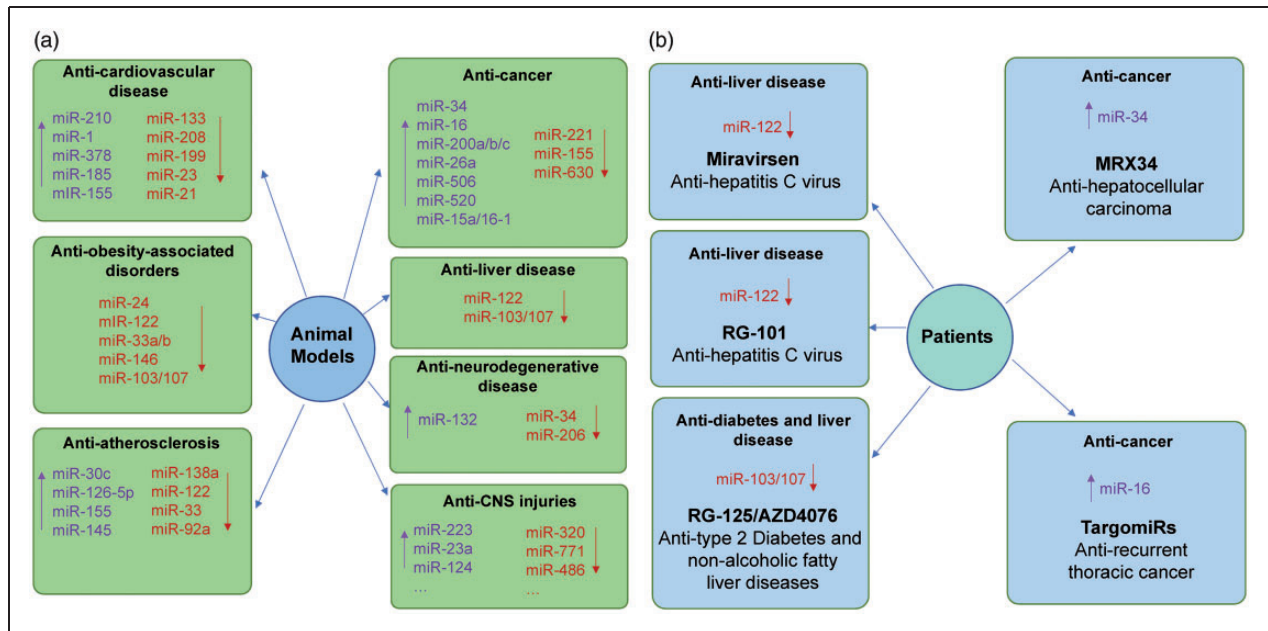 (a)
Anti-cardiovascular
disease
miR-210
miR-1
miR-378
miR-185
mIR-155
miR-133
miR-208
miR-199
miR-23
miR-21
Anti-cancer
miR-34
miR-16
miR-200a/b/c
miR-26a
miR-506
miR-520
miR-15a/16-1
miR-221
miR-155
miR-630
Anti-obesity-associated
disorders
miR-24
mIR-122
miR-33a/b
miR-146
miR-103/107
Animal
Models
Anti-liver disease
miR-122
miR-103/107
Anti-neurodegenerative
disease
miR-132
miR-34
miR-206
Anti-atherosclerosis
miR-30c
miR-126-5p
miR-155
miR-145
miR-138a
miR-122
miR-33
miR-92a
Anti-CNS injuries
miR-223
miR-23a
miR-124
...
miR-320
miR-771
miR-486
...
(b)
Anti-liver disease
miR-122
Miravirsen
Anti-hepatitis C virus
Anti-cancer
miR-34
MRX34
Anti-hepatocellular
carcinoma
Anti-liver disease
miR-122
RG-101
Anti-hepatitis C virus
Patients
Anti-diabetes and liver
disease
miR-103/107
RG-125/AZD4076
Anti-type 2 Diabetes and
non-alcoholic fatty
liver diseases
Anti-cancer
miR-16
TargomiRs
Anti-recurrent
thoracic cancer